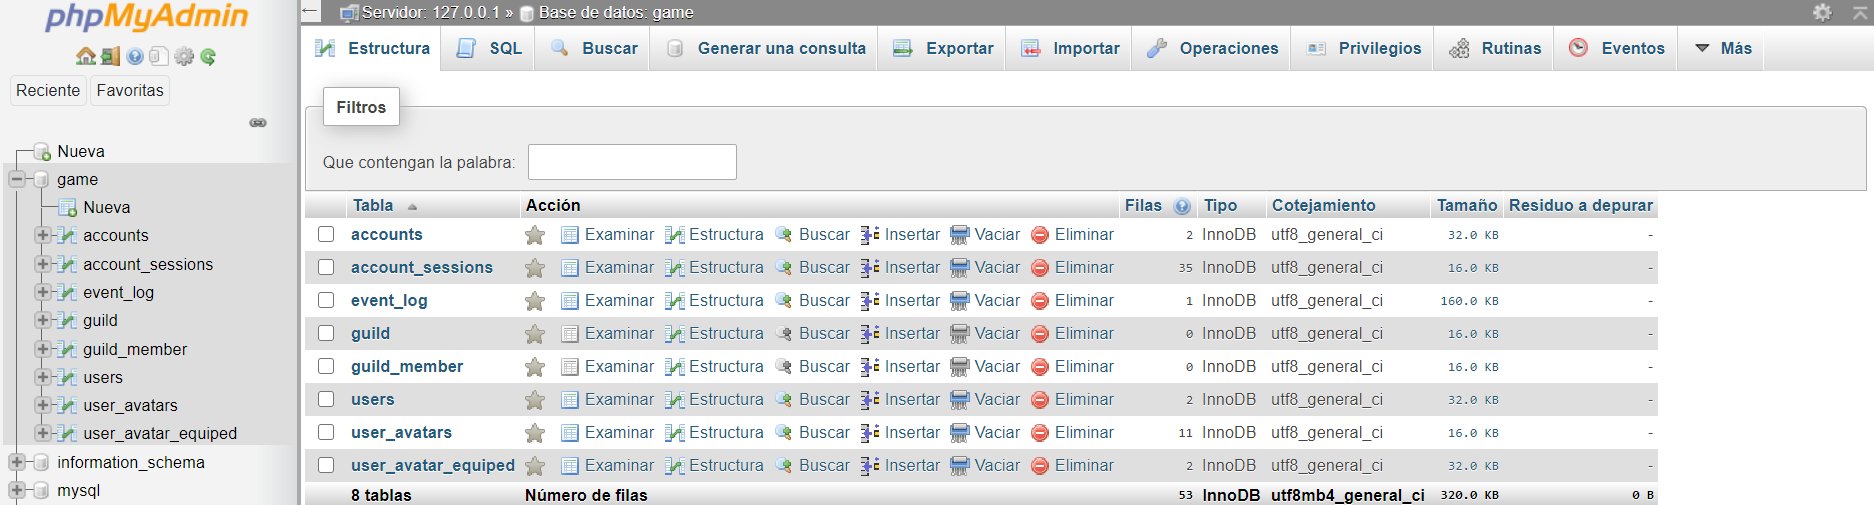 phpMyAdmin
Reciente Favoritas
Nueva
game
Nueva
accounts
account_sessions
event_log
guild
guild_member
users
user_avatars
user_avatar_equiped
information_schema
mysql
Servidor: 127.0.0.1 » Base de datos: game
Estructura SQL Buscar Generar una consulta Exportar Importar Operaciones Privilegios Rutinas Eventos Más
Filtros
Que contengan la palabra:
Tabla Acción Filas Tipo Cotejamiento Tamaño Residuo a depurar
accounts Examinar Estructura Buscar Insertar Vaciar Eliminar 2 InnoDB utf8_general_ci 32.0 KB -
account_sessions Examinar Estructura Buscar Insertar Vaciar Eliminar 35 InnoDB utf8_general_ci 16.0 KB -
event_log Examinar Estructura Buscar Insertar Vaciar Eliminar 1 InnoDB utf8_general_ci 160.0 KB -
guild Examinar Estructura Buscar Insertar Vaciar Eliminar 0 InnoDB utf8_general_ci 16.0 KB -
guild_member Examinar Estructura Buscar Insertar Vaciar Eliminar 0 InnoDB utf8_general_ci 16.0 KB -
users Examinar Estructura Buscar Insertar Vaciar Eliminar 2 InnoDB utf8_general_ci 32.0 KB -
user_avatars Examinar Estructura Buscar Insertar Vaciar Eliminar 11 InnoDB utf8_general_ci 16.0 KB -
user_avatar_equiped Examinar Estructura Buscar Insertar Vaciar Eliminar 2 InnoDB utf8_general_ci 32.0 KB -
8 tablas Número de filas 53 InnoDB utf8mb4_general_ci 320.0 KB 0 B